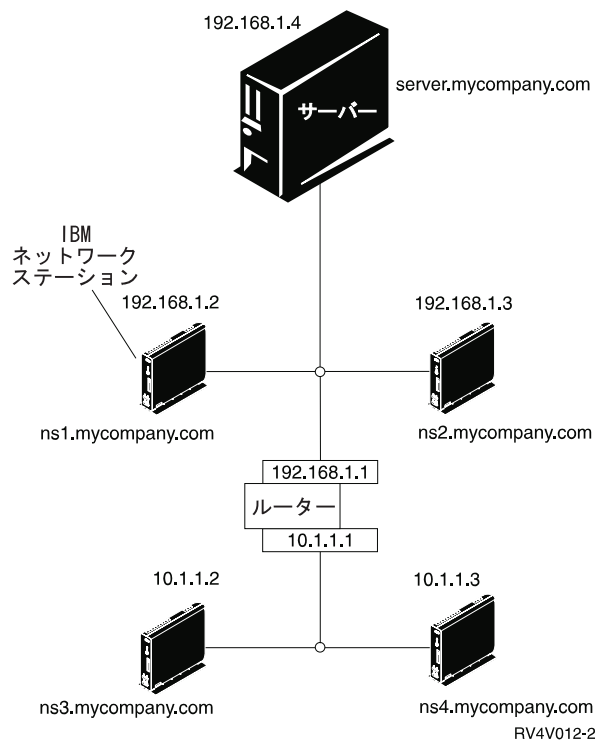 192.168.1.4
server.mycompany.com
サーバー
IBM
ネットワーク
ステーション
192.168.1.2
192.168.1.3
ns1.mycompany.com
ns2.mycompany.com
192.168.1.1
ルーター
10.1.1.1
10.1.1.2
10.1.1.3
ns3.mycompany.com
ns4.mycompany.com
RV4V012-2